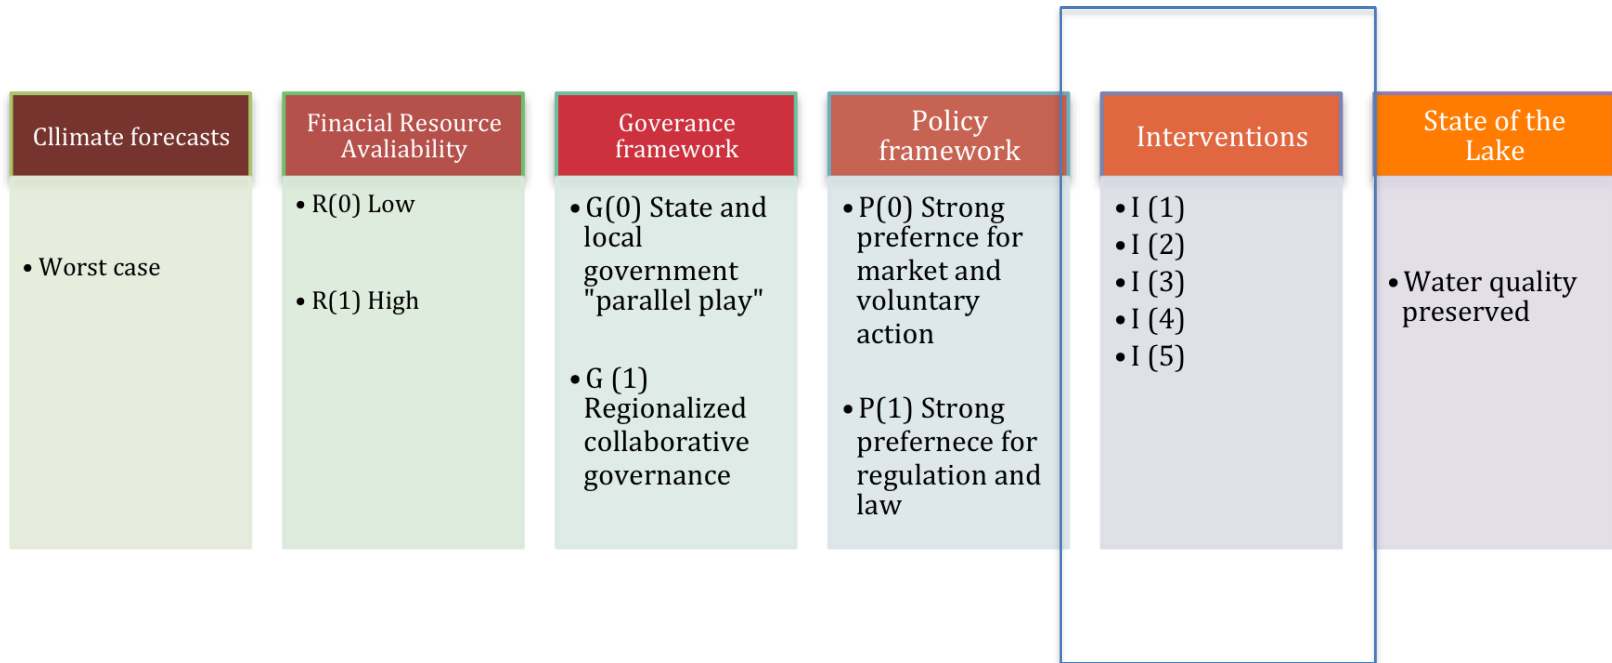 Cllimate forecasts
• Worst case
Finacial Resource
Avaliability
• R(0) Low
• R(1) High
Goverance
framework
• G(0) State and
local
government
"parallel play"
• G (1)
Regionalized
collaborative
governance
Policy
framework
• P(0) Strong
prefernce for
market and
voluntary
action
• P(1) Strong
prefernece for
regulation and
law
Interventions
• I (1)
• I (2)
• I (3)
• I (4)
• I (5)
State of the
Lake
• Water quality
preserved